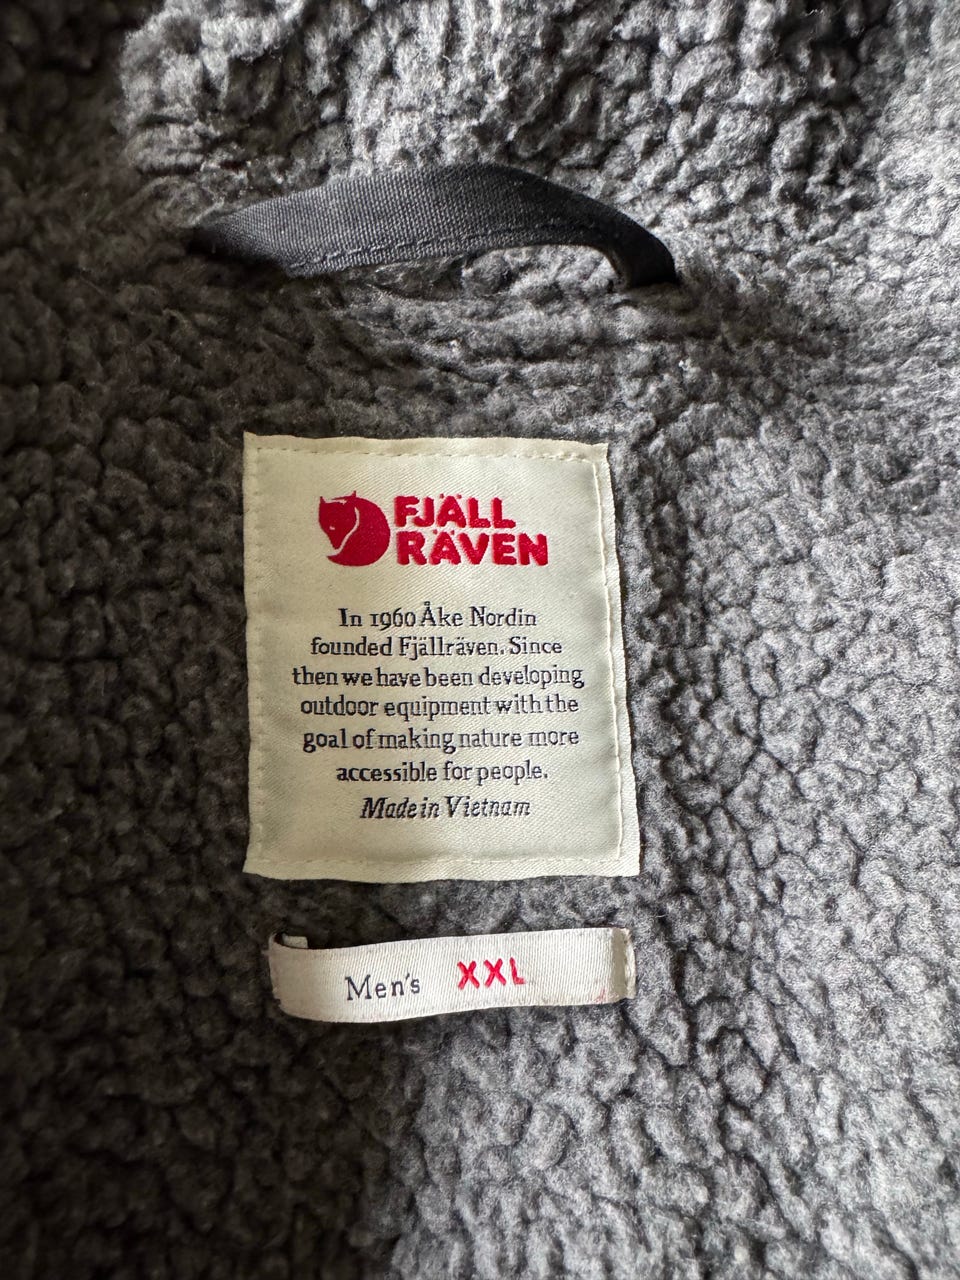 FJÄLL
RÄVEN
In 1960 Åke Nordin
founded Fjällräven. Since
then we have been developing
outdoor equipment with the
goal of making nature more
accessible for people.
Made in Vietnam
Men's XXL